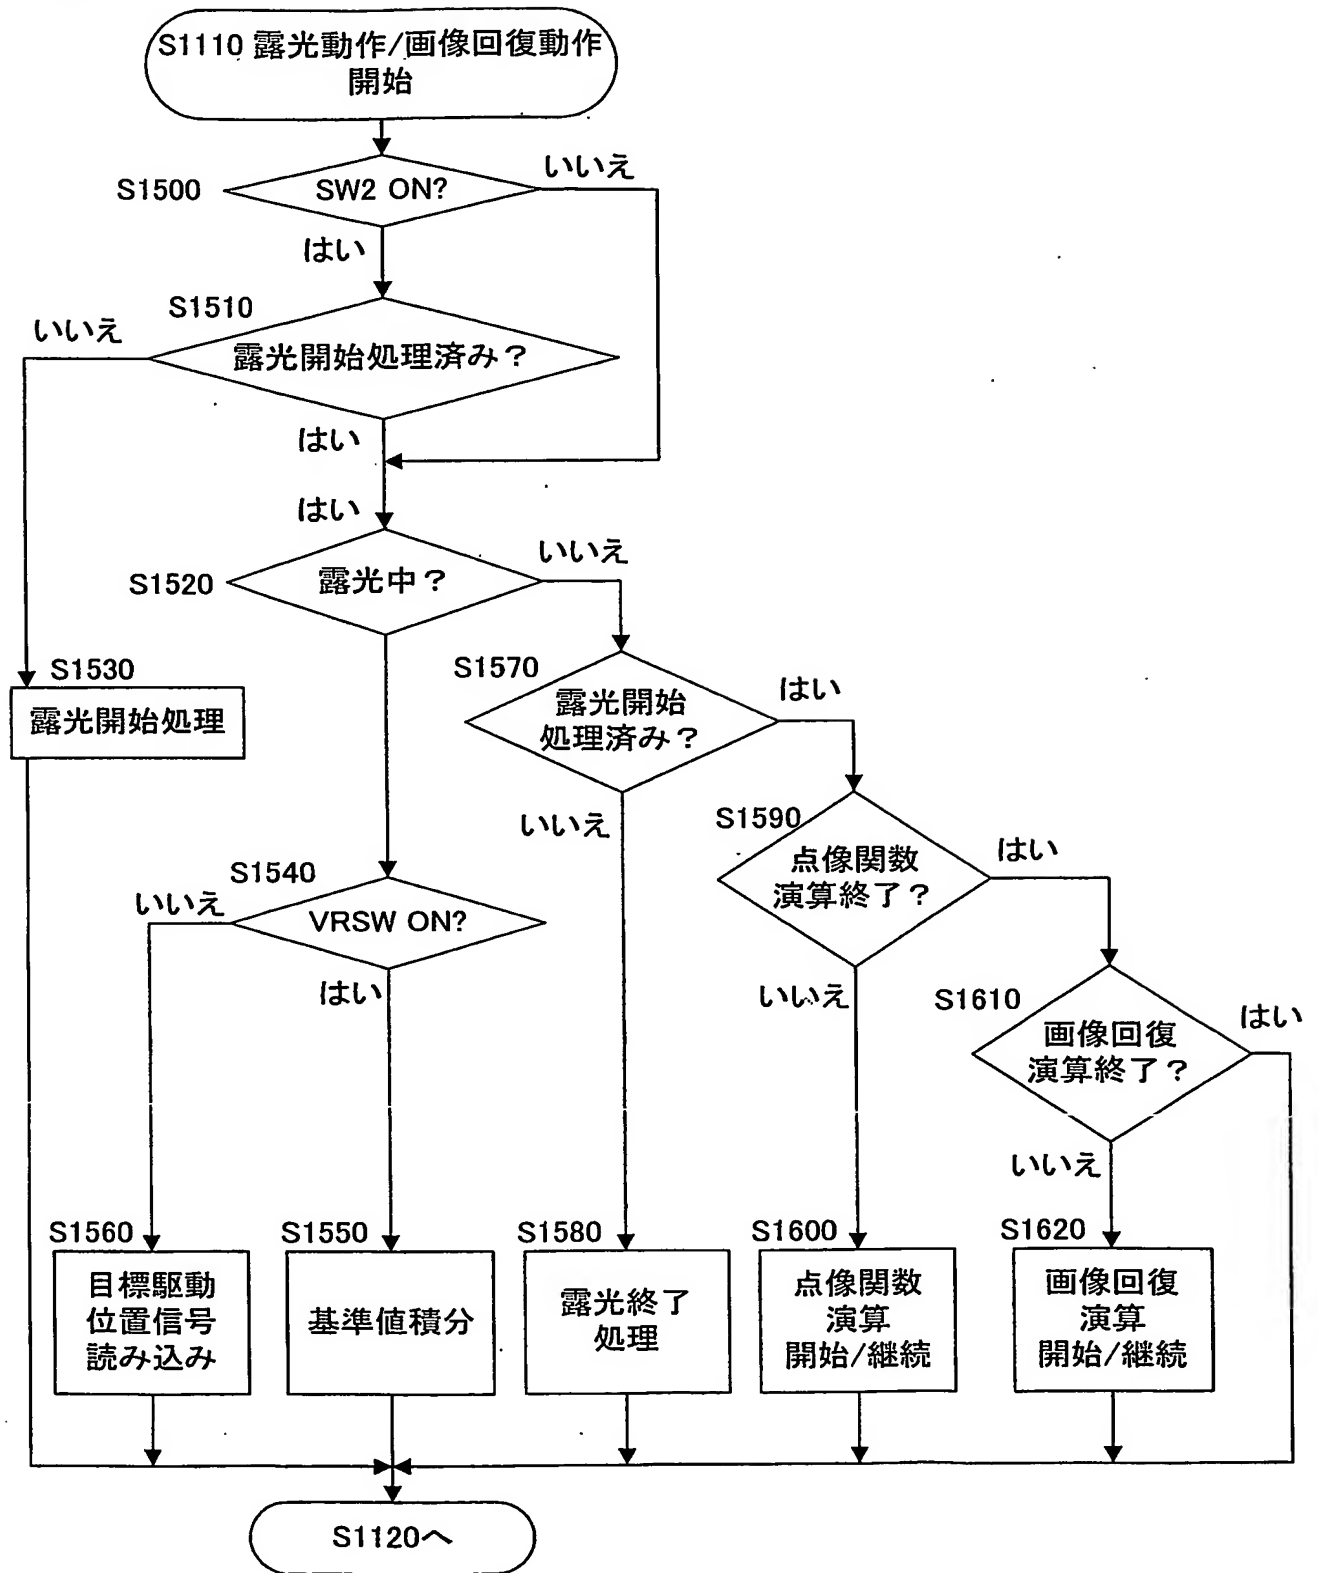 S1110 露光動作/画像回復動作
開始
いいえ
S1500
SW2 ON?
はい
S1510
いいえ
露光開始処理済み？
はい
はい
いいえ
S1520
露光中？
S1530
露光開始処理
S1570
露光開始
処理済み？
はい
いいえ
S1590
点像関数
演算終了？
はい
S1540
いいえ
VRSW ON?
はい
いいえ
S1610
画像回復
演算終了？
はい
いいえ
S1560
目標駆動
位置信号
読み込み
S1550
基準値積分
S1580
露光終了
処理
S1600
点像関数
演算
開始/継続
S1620
画像回復
演算
開始/継続
S1120へ